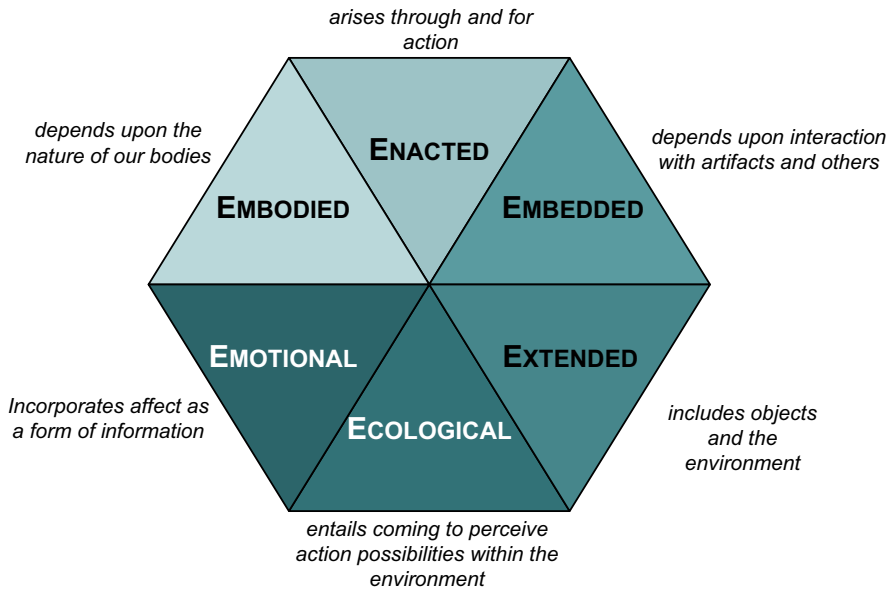 arises through and for
action
depends upon the
nature of our bodies
ENACTED
depends upon interaction
with artifacts and others
EMBODIED
EMBEDDED
EMOTIONAL
EXTENDED
Incorporates affect as
a form of information
ECOLOGICAL
includes objects
and the
environment
entails coming to perceive
action possibilities within the
environment